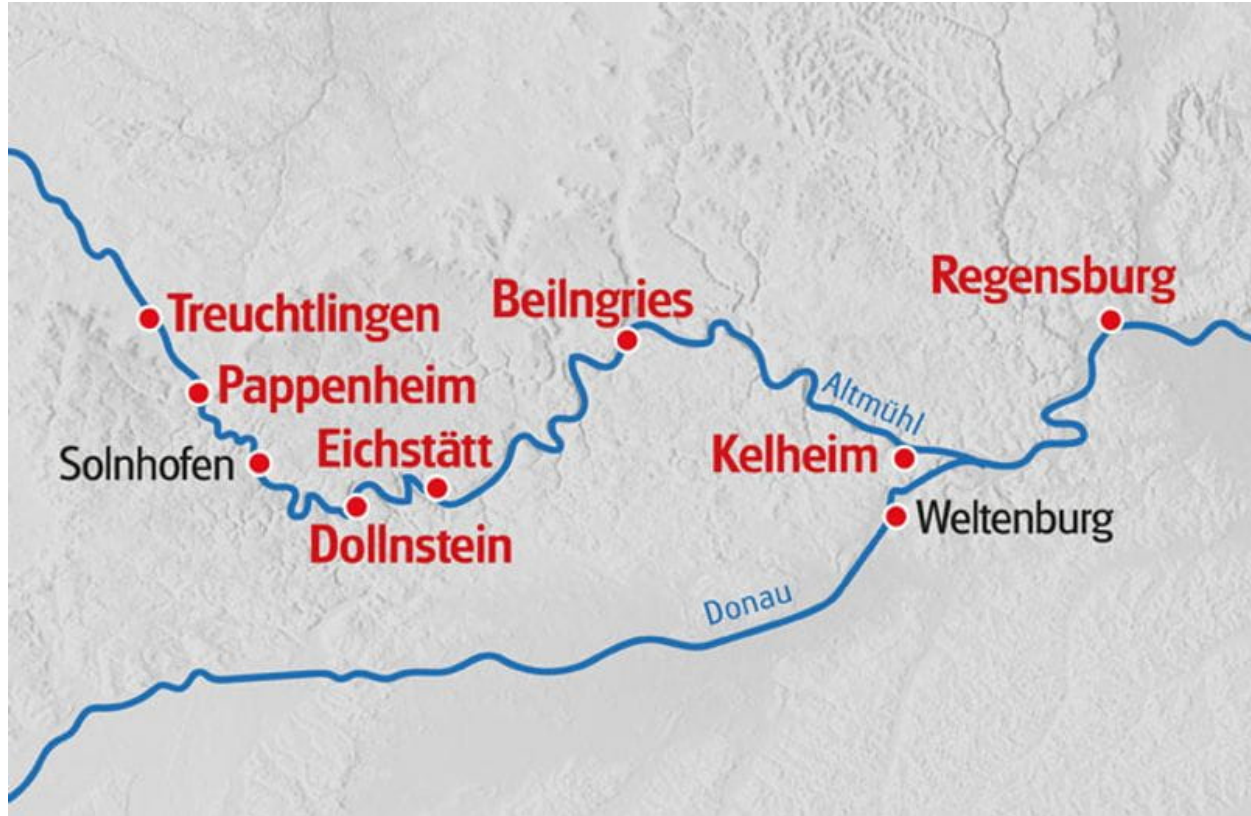 Treuchtlingen
Pappenheim
Solnhofen
Eichstätt
Dollnstein
Beilngries
Altmühl
Kelheim
Regensburg
Weltenburg
Donau